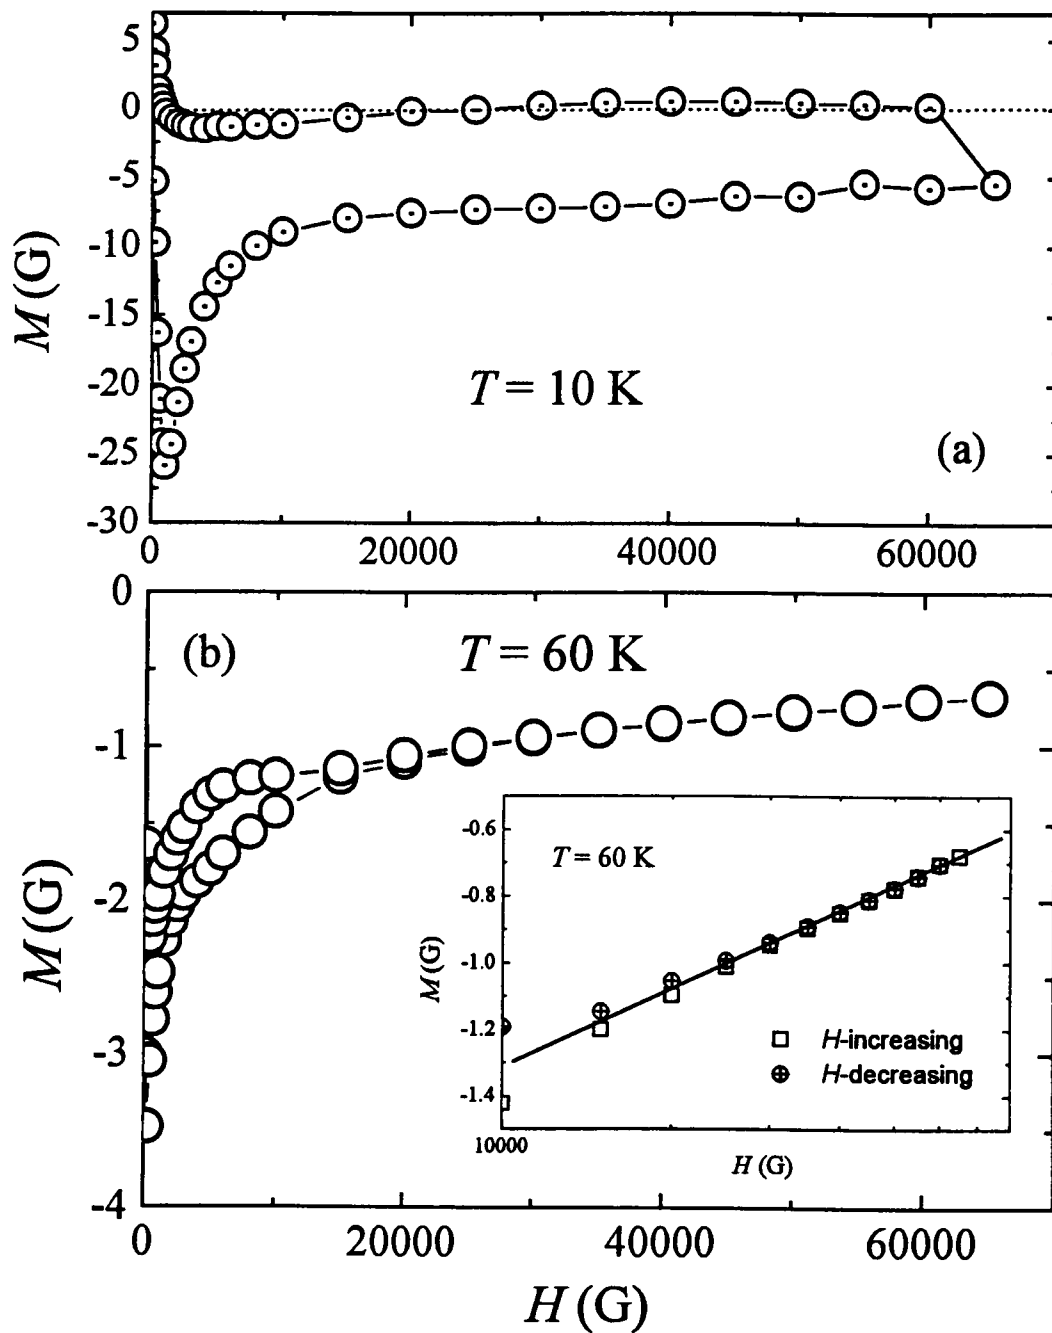 5
0
-5
-10
-15
-20
-25
-30
M (G)
T = 10 K
(a)
0 20000 40000 60000
0
-1
-2
-3
-4
M (G)
(b)
T = 60 K
-0.6
-0.8
-1.0
-1.2
-1.4
M (G)
T = 60 K
H-increasing
H-decreasing
10000
H (G)
0 20000 40000 60000
H (G)